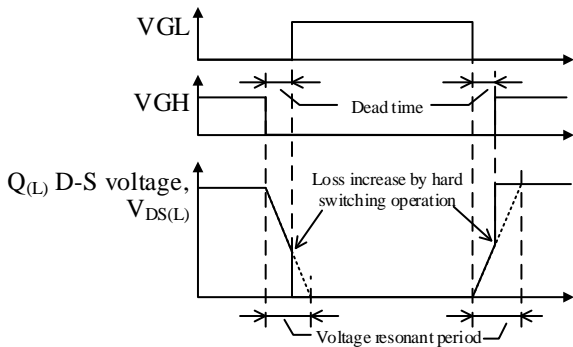 VGL
Dead time
VGH
Q(L) D-S voltage,
VDS(L)
Loss increase by hard
switching operation
Voltage resonant period